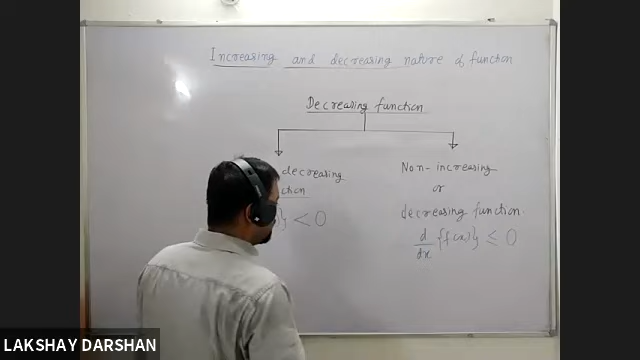 Increasing and decreasing nature of function
Decreasing function
decreasing
Non-increasing
or
decreasing function.
} < 0
d/dx {f(x)} ≤ 0
LAKSHAY DARSHAN